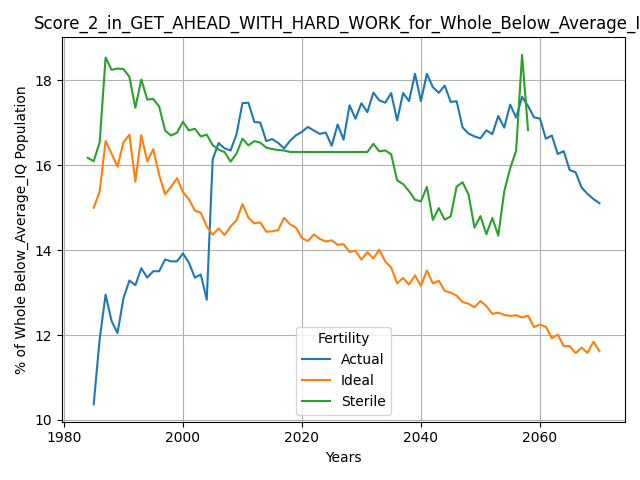 Score_2_in_GET_AHEAD_WITH_HARD_WORK_for_Whole_Below_Average_I
% of Whole Below_Average_IQ Population
18
16
14
12
10
Fertility
Actual
Ideal
Sterile
1980
2000
2020
2040
2060
Years